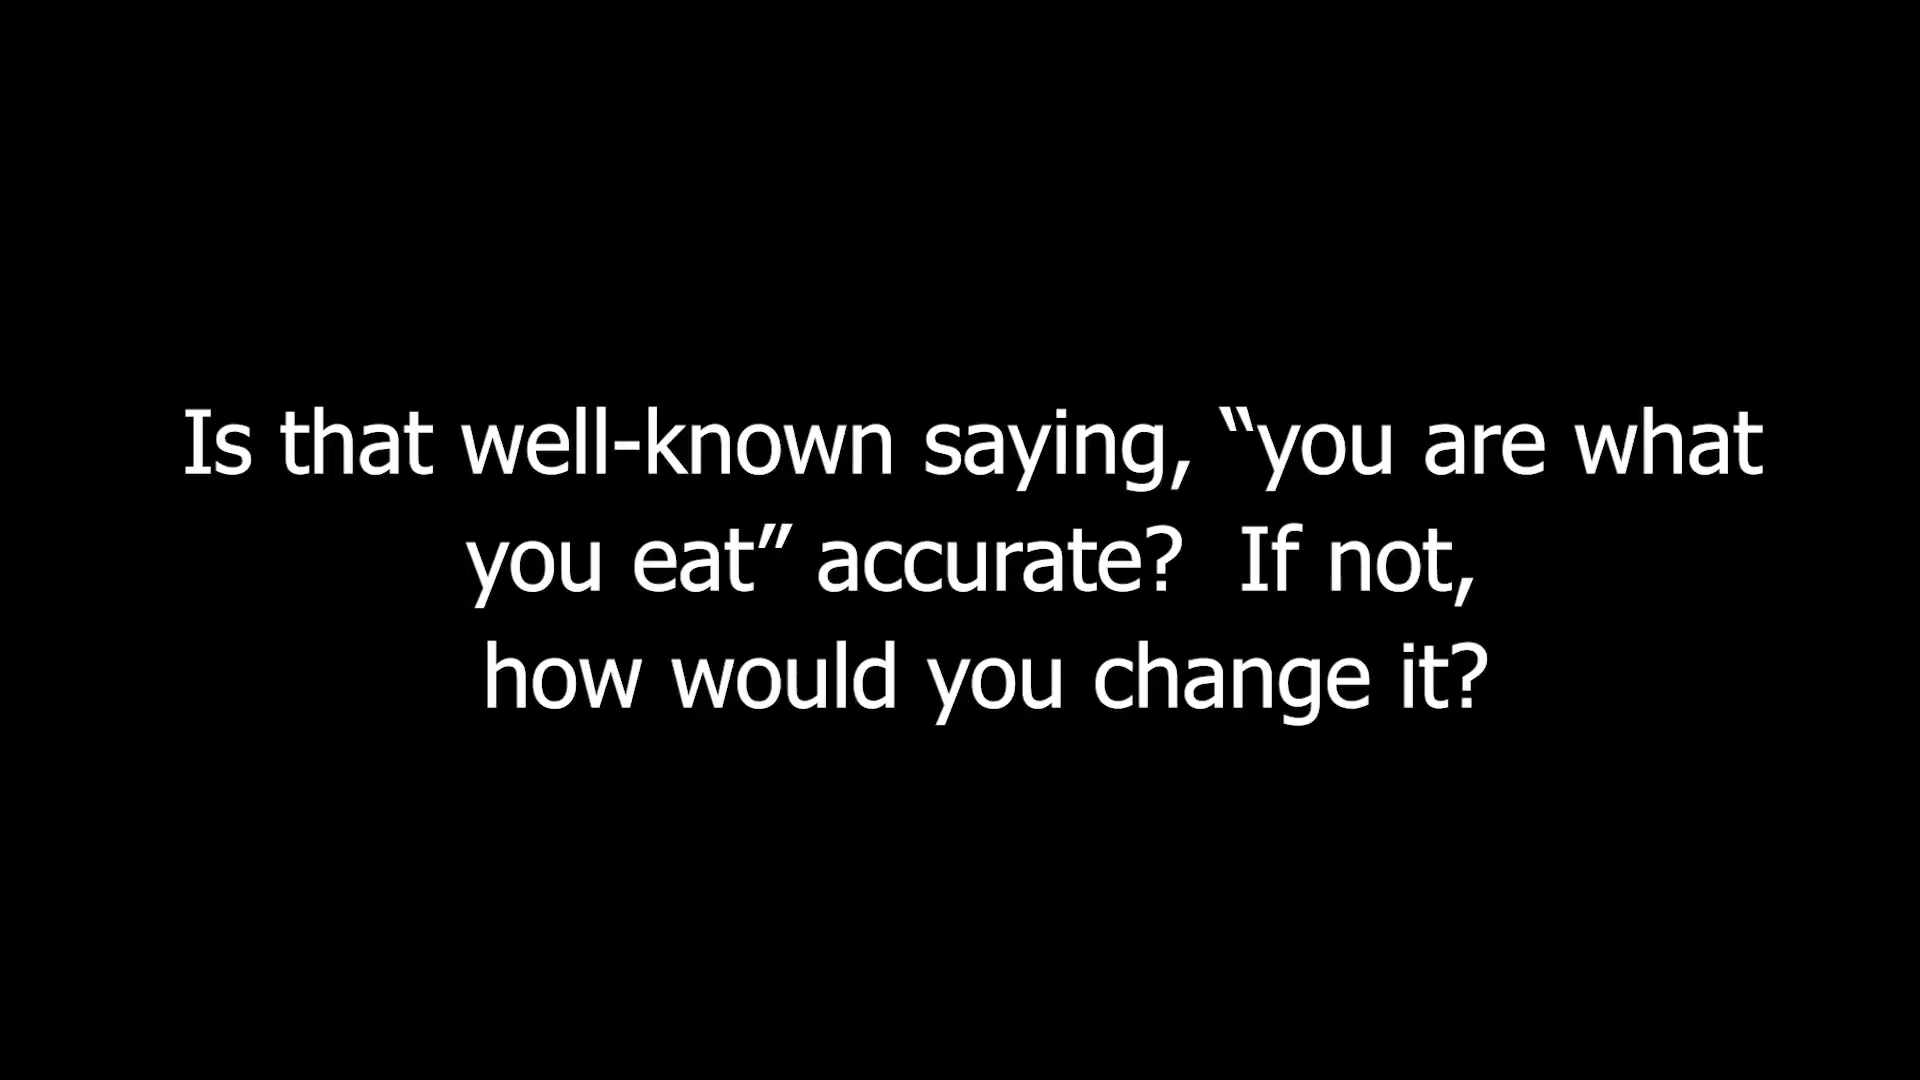 Is that well-known saying, “you are what
you eat” accurate?  If not,
how would you change it?